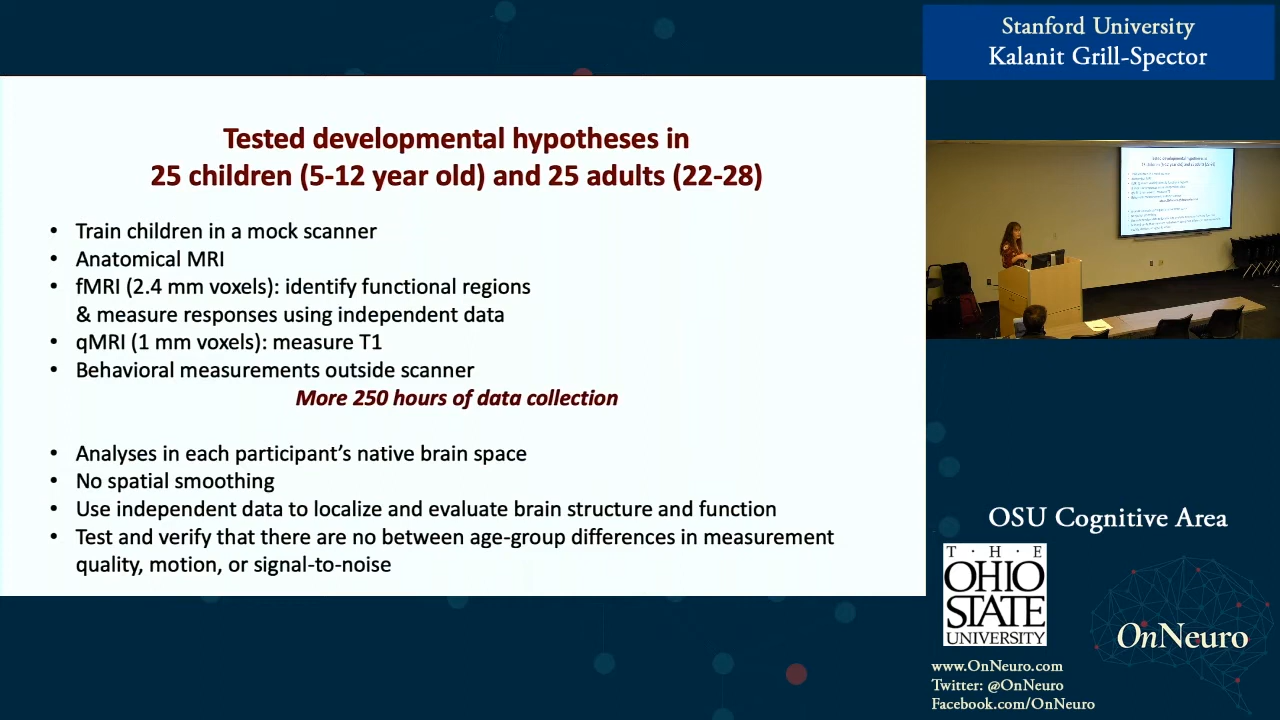 Stanford University
Kalanit Grill-Spector
Tested developmental hypotheses in
25 children (5-12 year old) and 25 adults (22-28)
• Train children in a mock scanner
• Anatomical MRI
• fMRI (2.4 mm voxels): identify functional regions
& measure responses using independent data
• qMRI (1 mm voxels): measure T1
• Behavioral measurements outside scanner
More 250 hours of data collection
• Analyses in each participant's native brain space
• No spatial smoothing
• Use independent data to localize and evaluate brain structure and function
• Test and verify that there are no between age-group differences in measurement
quality, motion, or signal-to-noise
OSU Cognitive Area
T · H · E
OHIO
STATE
UNIVERSITY
OnNeuro
www.OnNeuro.com
Twitter: @OnNeuro
Facebook.com/OnNeuro